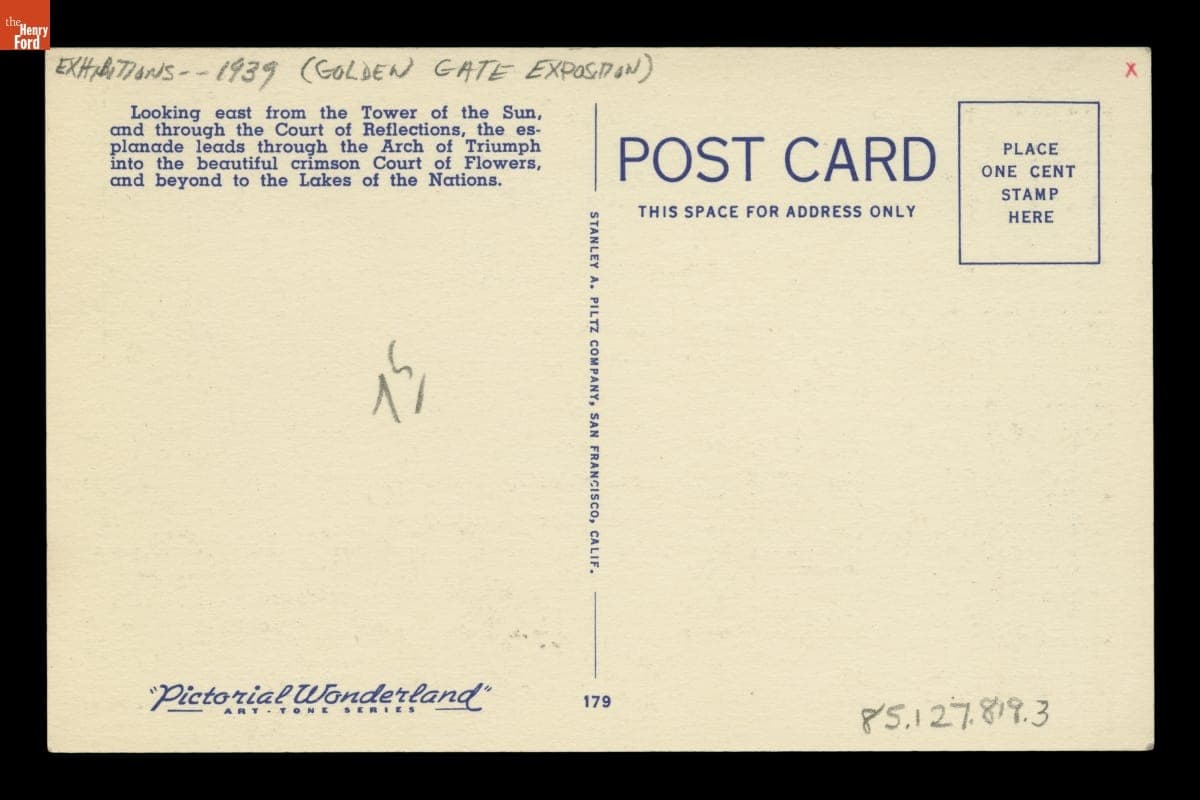 the
Henry
Ford
EXHIBITIONS--1939 (GOLDEN GATE EXPOSITION)
X
Looking east from the Tower of the Sun,
and through the Court of Reflections, the es-
planade leads through the Arch of Triumph
into the beautiful crimson Court of Flowers,
and beyond to the Lakes of the Nations.
POST CARD
THIS SPACE FOR ADDRESS ONLY
PLACE
ONE CENT
STAMP
HERE
STANLEY A. PILTZ COMPANY, SAN FRANCISCO, CALIF.
"Pictorial Wonderland"
ART-TONE SERIES
179
85.127.819.3